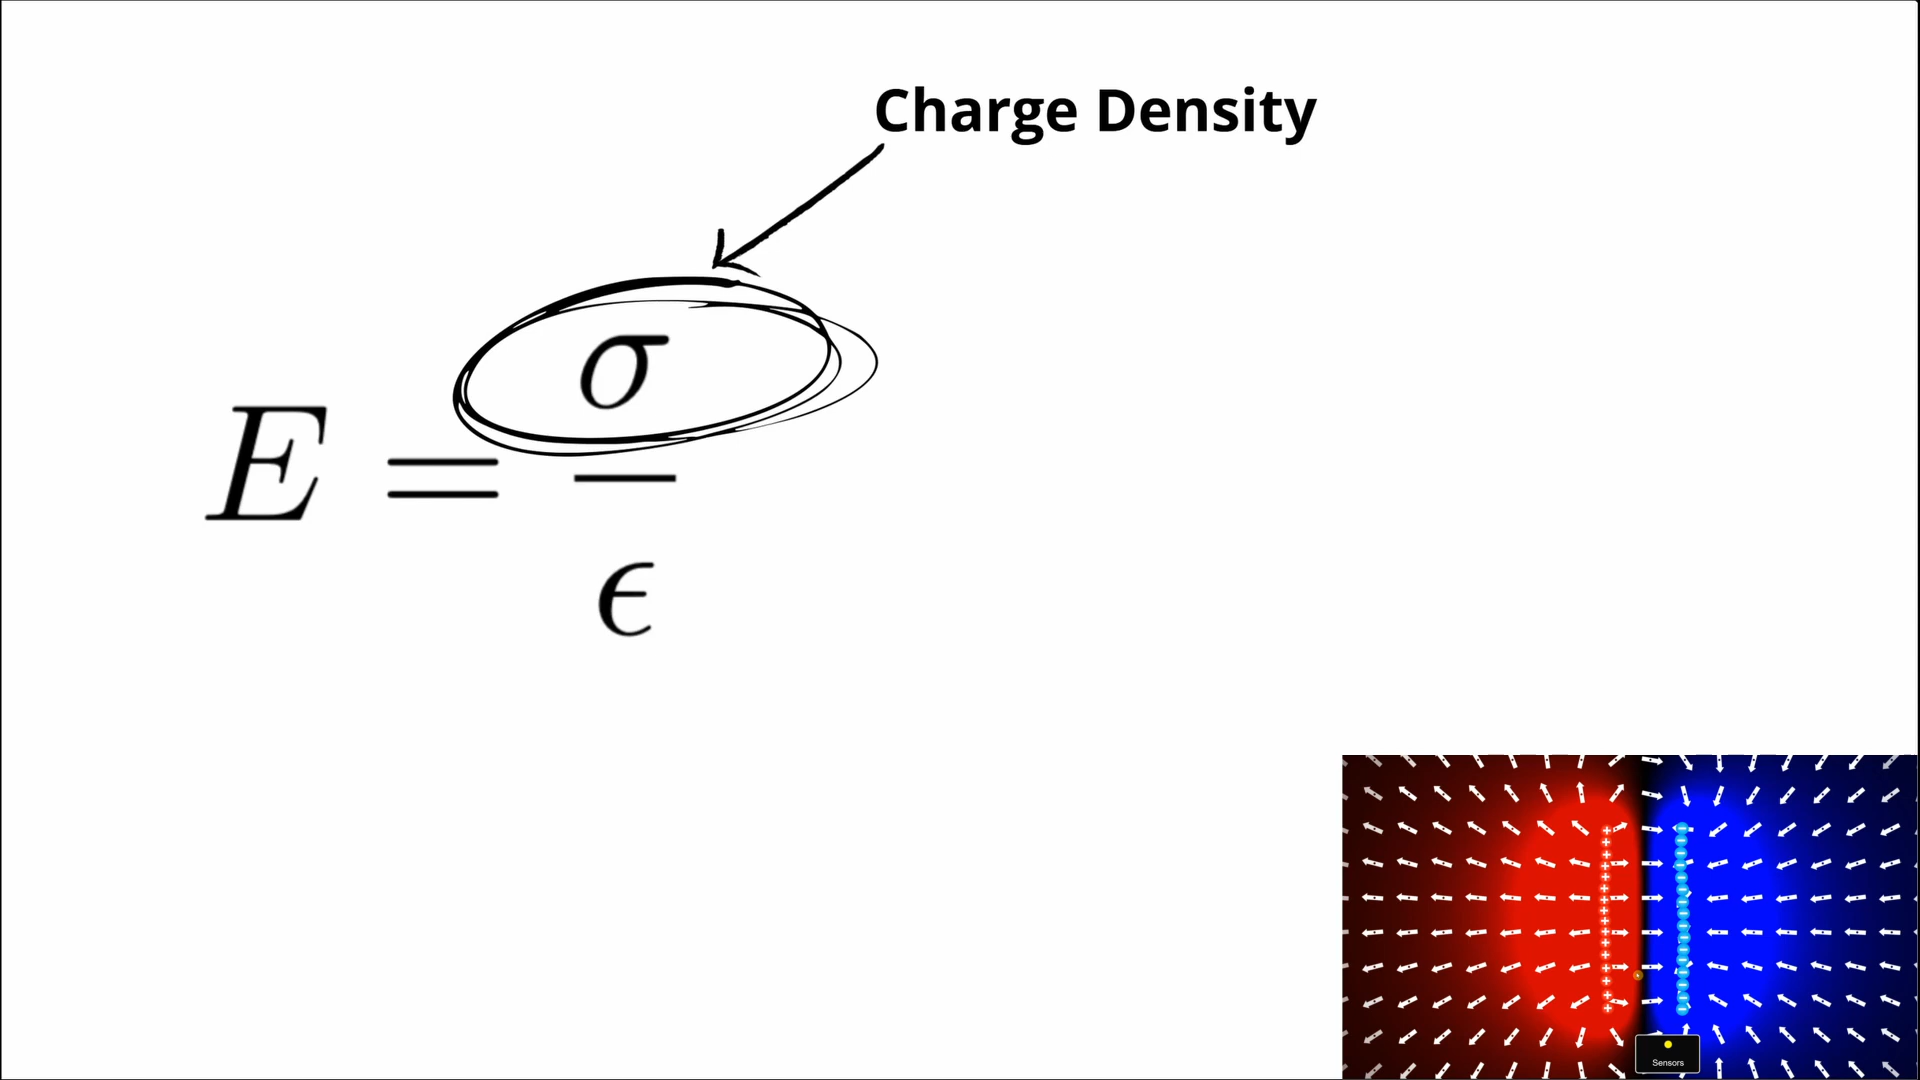 Charge Density
E = σ / ϵ
Sensors